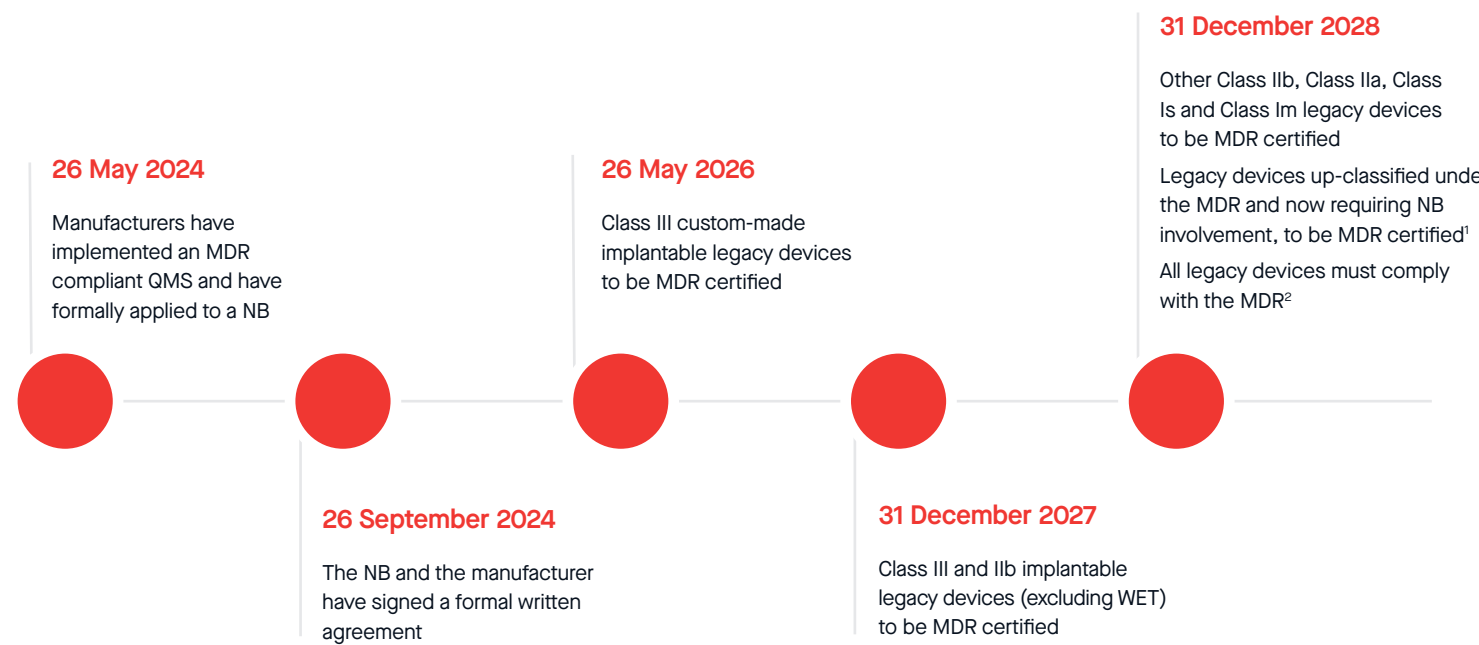 26 May 2024
Manufacturers have
implemented an MDR
compliant QMS and have
formally applied to a NB
26 September 2024
The NB and the manufacturer
have signed a formal written
agreement
26 May 2026
Class III custom-made
implantable legacy devices
to be MDR certified
31 December 2027
Class III and IIb implantable
legacy devices (excluding WET)
to be MDR certified
31 December 2028
Other Class IIb, Class IIa, Class
Is and Class Im legacy devices
to be MDR certified
Legacy devices up-classified unde
the MDR and now requiring NB
involvement, to be MDR certified¹
All legacy devices must comply
with the MDR²